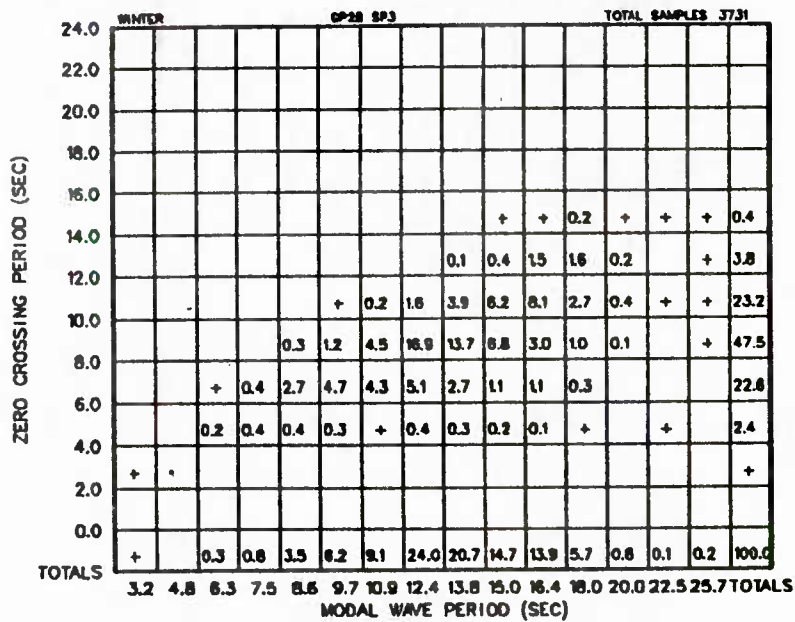 WINTER GP28 SP3 TOTAL SAMPLES 3731
24.0
22.0
20.0
18.0
16.0
+ + 0.2 + + + 0.4
14.0
0.1 0.4 1.5 1.6 0.2 + 3.8
12.0
+ 0.2 1.6 3.9 6.2 8.1 2.7 0.4 + + 23.2
10.0
0.3 1.2 4.5 16.9 13.7 6.8 3.0 1.0 0.1 + 47.5
8.0
+ 0.4 2.7 4.7 4.3 5.1 2.7 1.1 1.1 0.3 22.6
6.0
0.2 0.4 0.4 0.3 + 0.4 0.3 0.2 0.1 + + 2.4
4.0
+ +
2.0
0.0
+ 0.3 0.8 3.5 6.2 9.1 24.0 20.7 14.7 13.9 5.7 0.8 0.1 0.2 100.0
TOTALS
3.2 4.8 6.3 7.5 8.6 9.7 10.9 12.4 13.8 15.0 16.4 18.0 20.0 22.5 25.7 TOTALS
MODAL WAVE PERIOD (SEC)
ZERO CROSSING PERIOD (SEC)